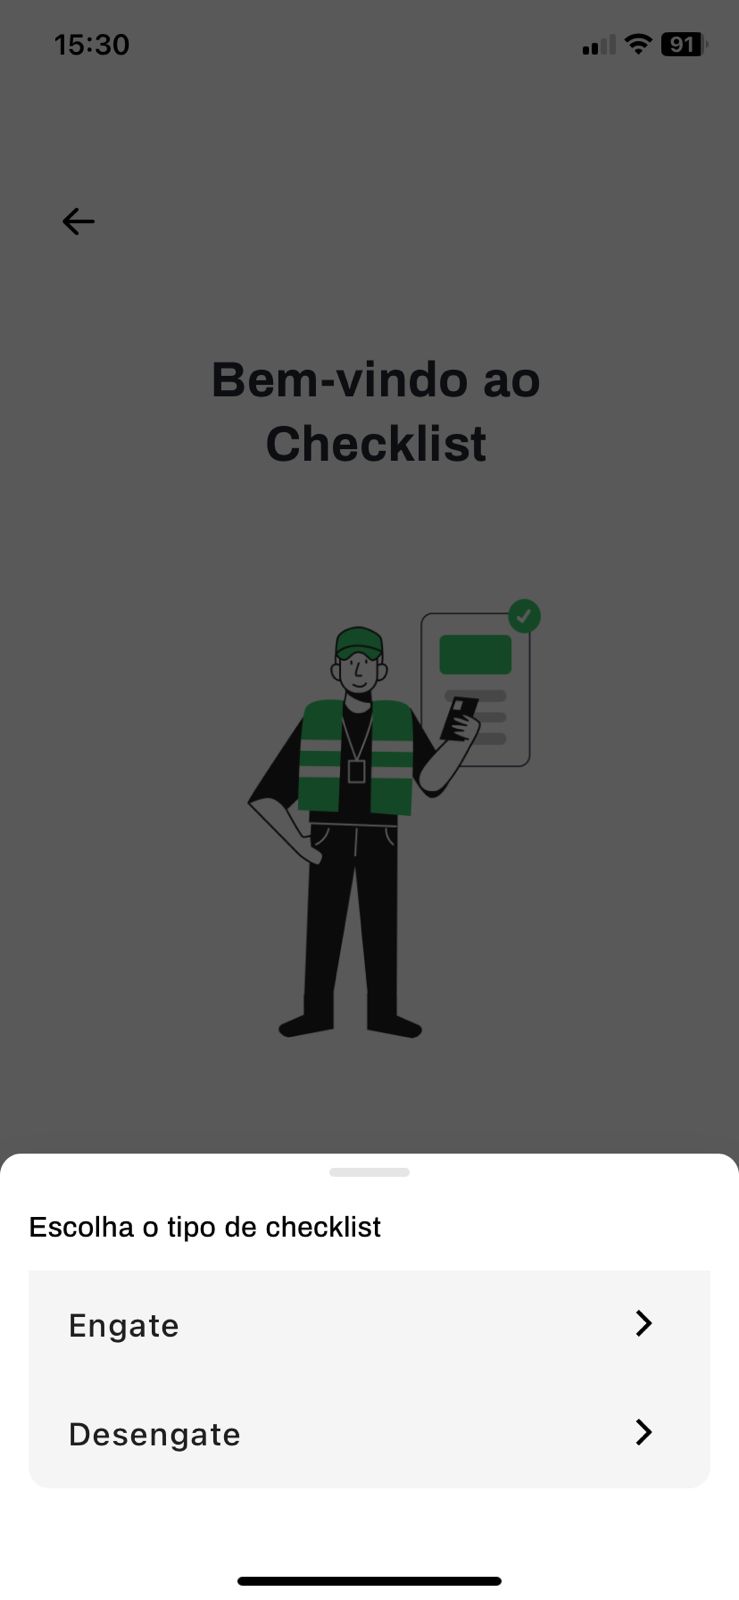 15:30
91
Bem-vindo ao
Checklist
Escolha o tipo de checklist
Engate
Desengate